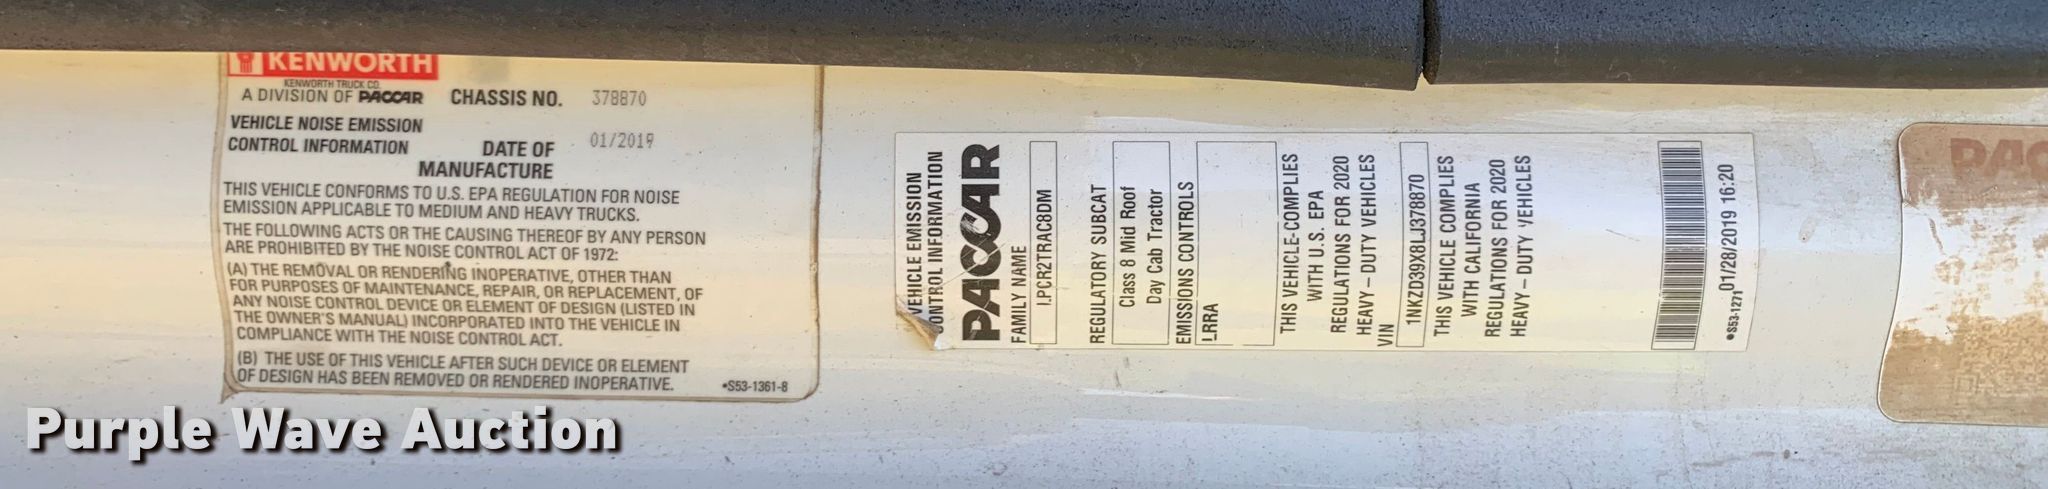 KENWORTH
KENWORTH TRUCK CO.
A DIVISION OF PACCAR
CHASSIS NO. 378870
VEHICLE NOISE EMISSION
CONTROL INFORMATION
DATE OF
MANUFACTURE
01/2019
THIS VEHICLE CONFORMS TO U.S. EPA REGULATION FOR NOISE
EMISSION APPLICABLE TO MEDIUM AND HEAVY TRUCKS.
THE FOLLOWING ACTS OR THE CAUSING THEREOF BY ANY PERSON
ARE PROHIBITED BY THE NOISE CONTROL ACT OF 1972:
(A) THE REMOVAL OR RENDERING INOPERATIVE, OTHER THAN
FOR PURPOSES OF MAINTENANCE, REPAIR, OR REPLACEMENT, OF
ANY NOISE CONTROL DEVICE OR ELEMENT OF DESIGN (LISTED IN
THE OWNER'S MANUAL) INCORPORATED INTO THE VEHICLE IN
COMPLIANCE WITH THE NOISE CONTROL ACT.
(B) THE USE OF THIS VEHICLE AFTER SUCH DEVICE OR ELEMENT
OF DESIGN HAS BEEN REMOVED OR RENDERED INOPERATIVE.
•S53-1361-8
VEHICLE EMISSION
CONTROL INFORMATION
PACCAR
FAMILY NAME
LPCR2TRAC8DM
REGULATORY SUBCAT
Class 8 Mid Roof
Day Cab Tractor
EMISSIONS CONTROLS
LRRA
THIS VEHICLE COMPLIES
WITH U.S. EPA
REGULATIONS FOR 2020
HEAVY – DUTY VEHICLES
VIN
1NKZD39X8LJ378870
THIS VEHICLE COMPLIES
WITH CALIFORNIA
REGULATIONS FOR 2020
HEAVY – DUTY VEHICLES
01/28/2019 16:20
•S53-1271
PAC
Purple Wave Auction